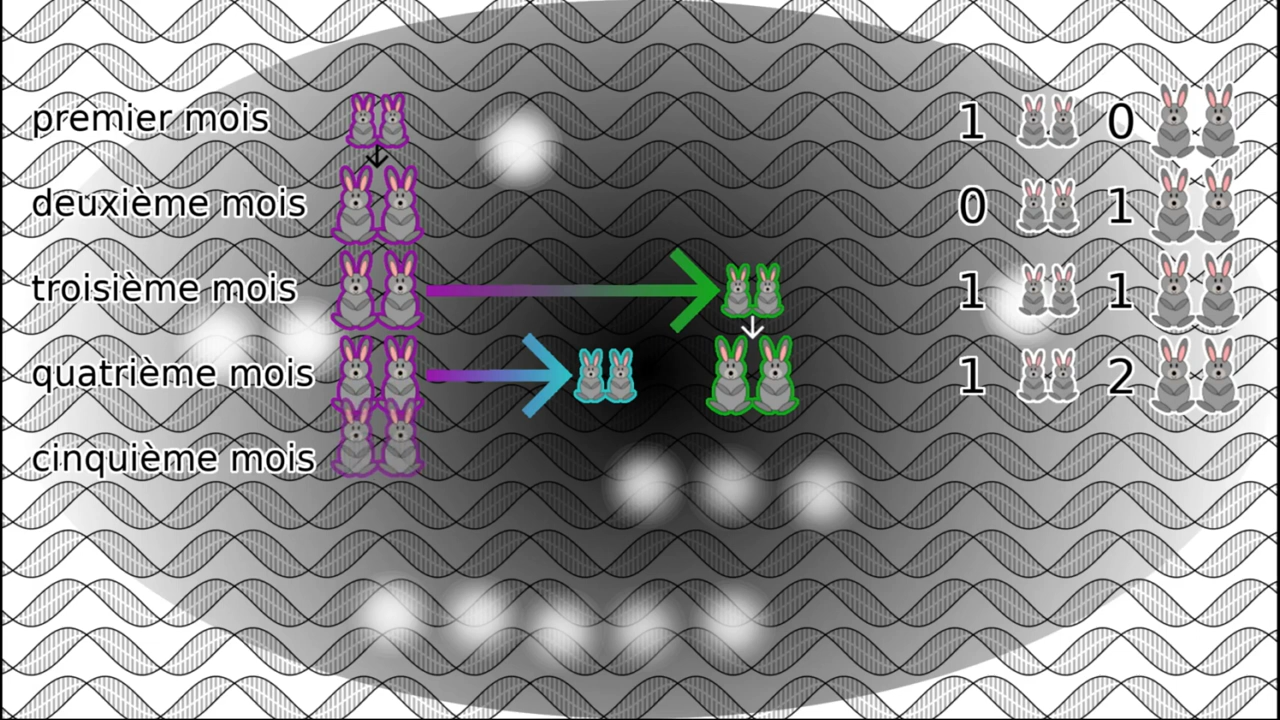 premier mois 1 0
deuxième mois 0 1
troisième mois 1 1
quatrième mois 1 2
cinquième mois